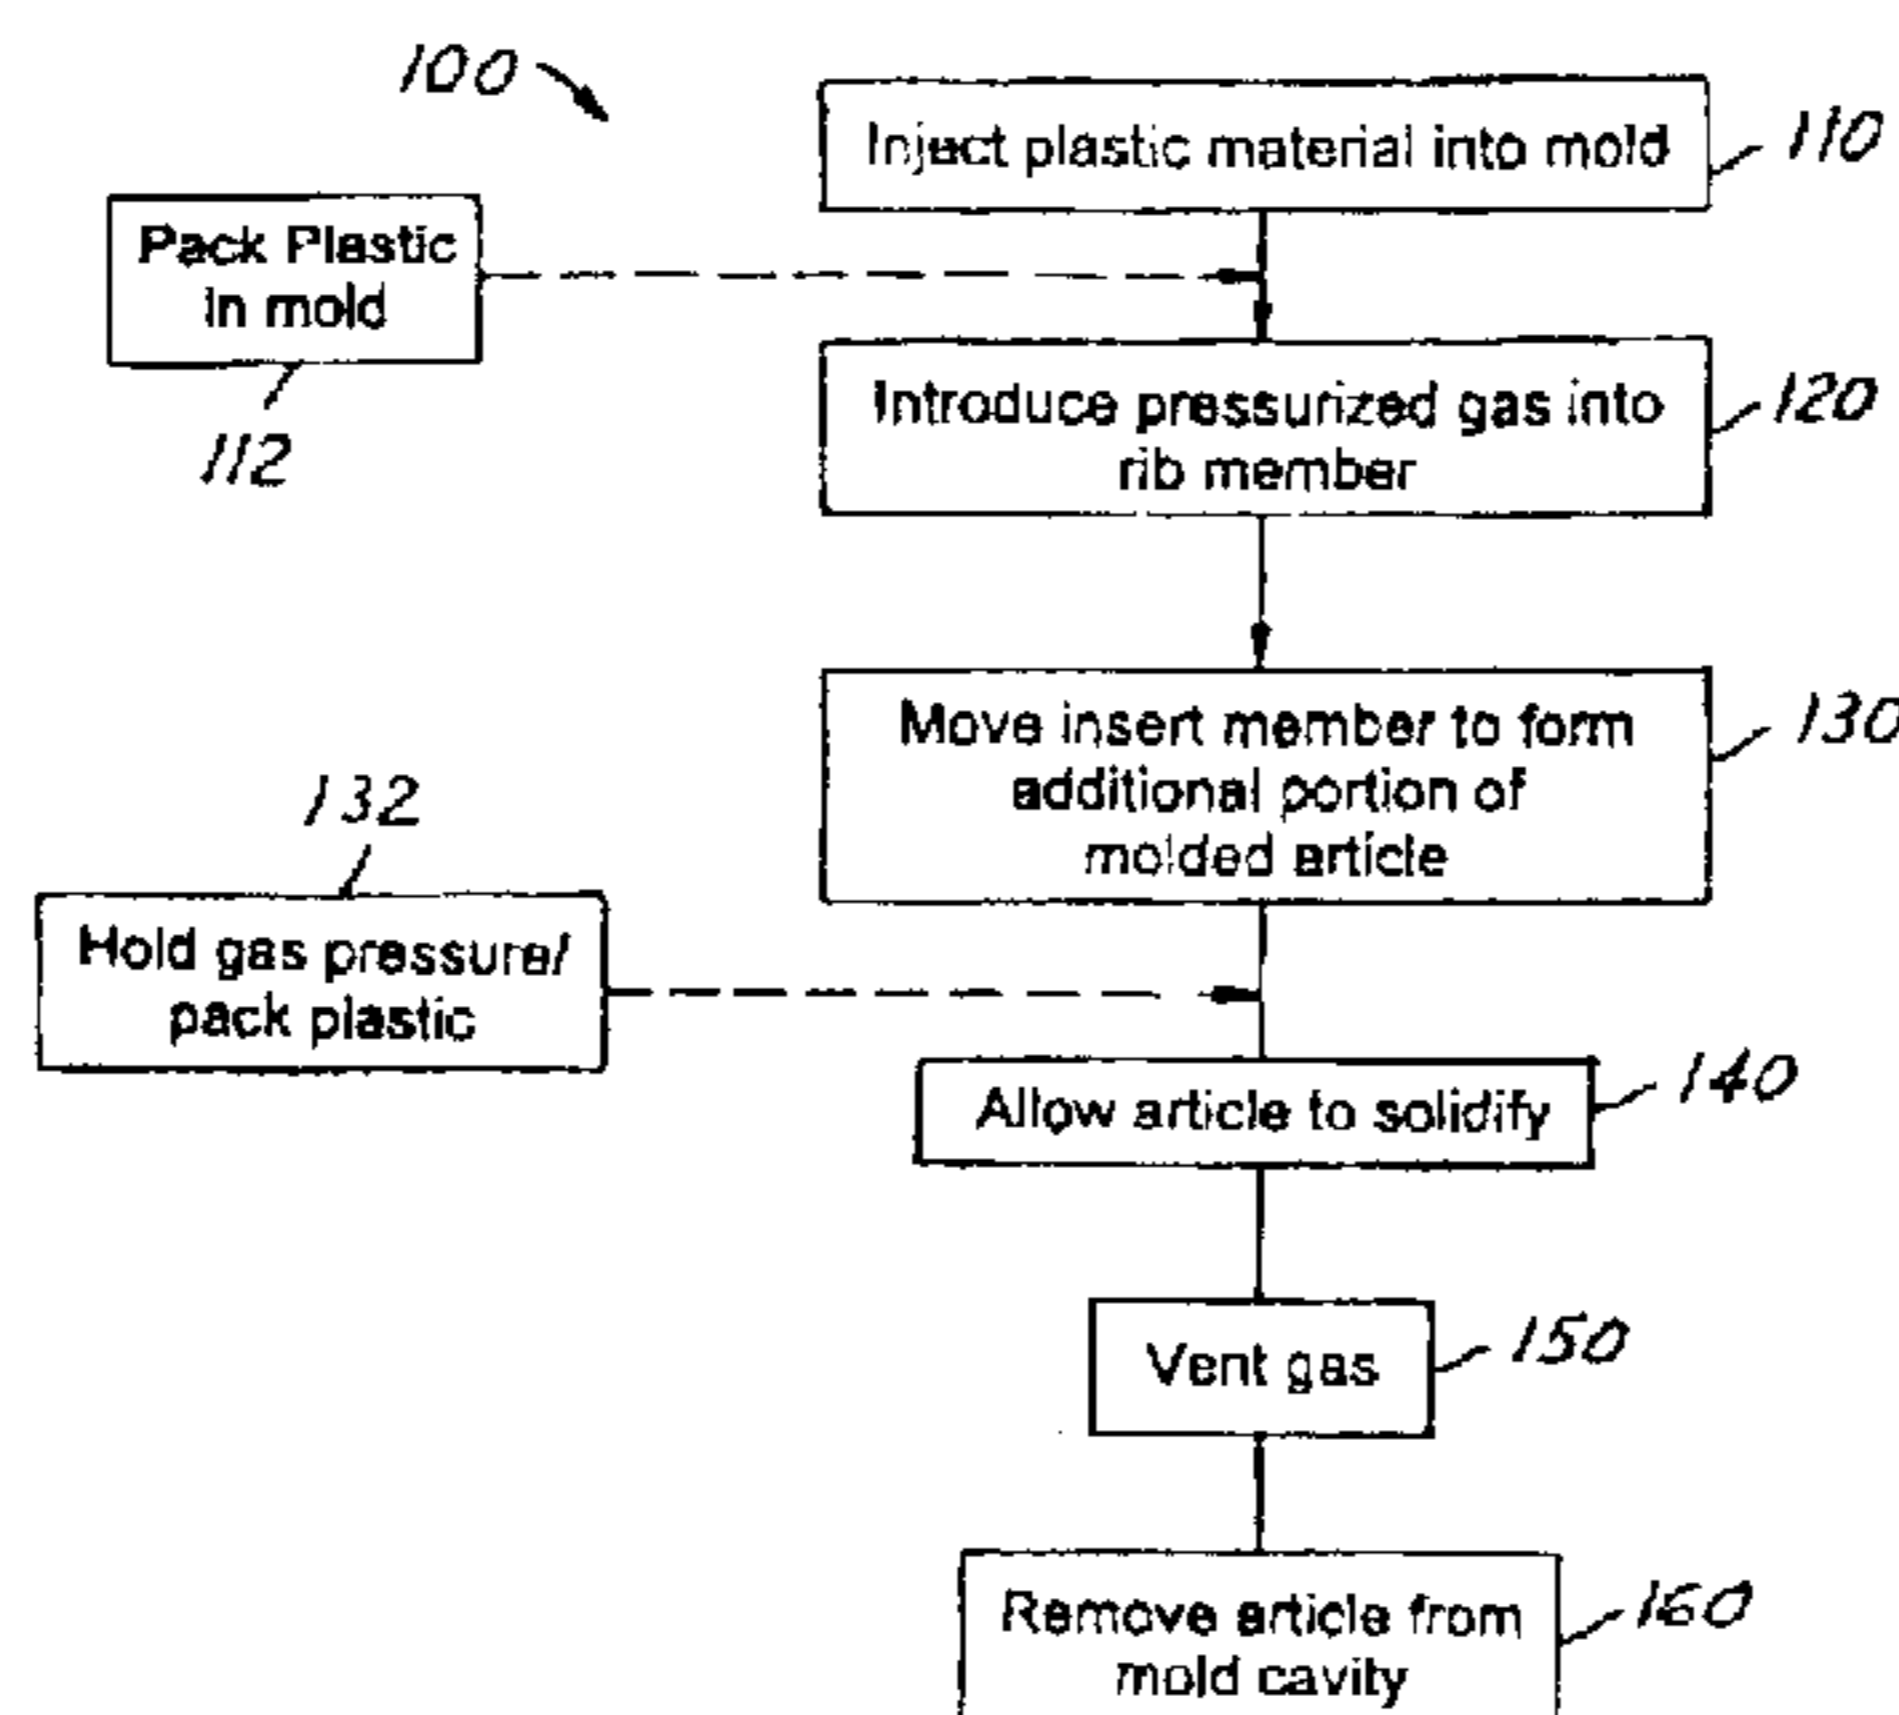 100
Inject plastic material into mold
110
Pack Plastic
in mold
112
Introduce pressurized gas into
rib member
120
Move insert member to form
additional portion of
molded article
130
132
Hold gas pressure/
pack plastic
Allow article to solidify
140
Vent gas
150
Remove article from
mold cavity
160